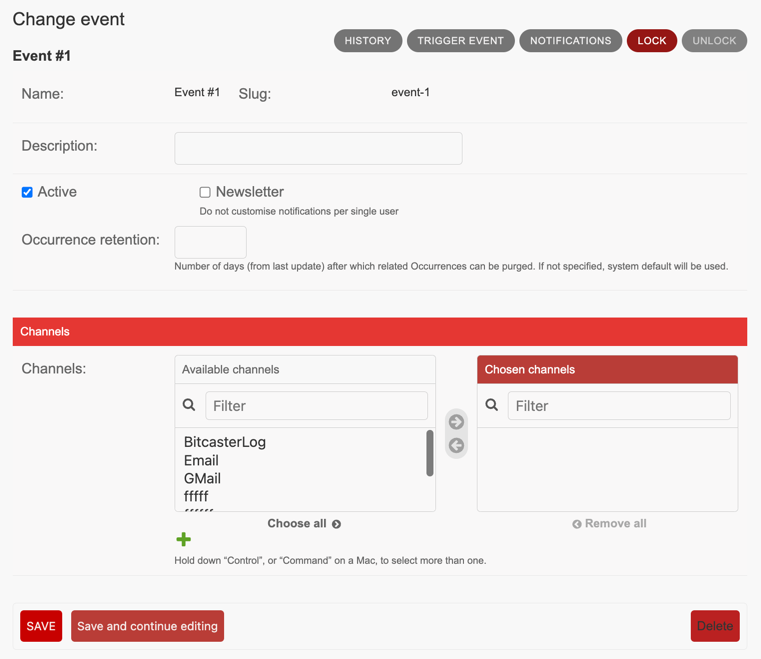 Change event
HISTORY TRIGGER EVENT NOTIFICATIONS LOCK UNLOCK
Event #1
Name: Event #1 Slug: event-1
Description:
Active Newsletter
Do not customise notifications per single user
Occurrence retention:
Number of days (from last update) after which related Occurrences can be purged. If not specified, system default will be used.
Channels
Channels:
Available channels
Filter
BitcasterLog
Email
GMail
fffff
Choose all
Chosen channels
Filter
Remove all
Hold down “Control”, or “Command” on a Mac, to select more than one.
SAVE Save and continue editing Delete